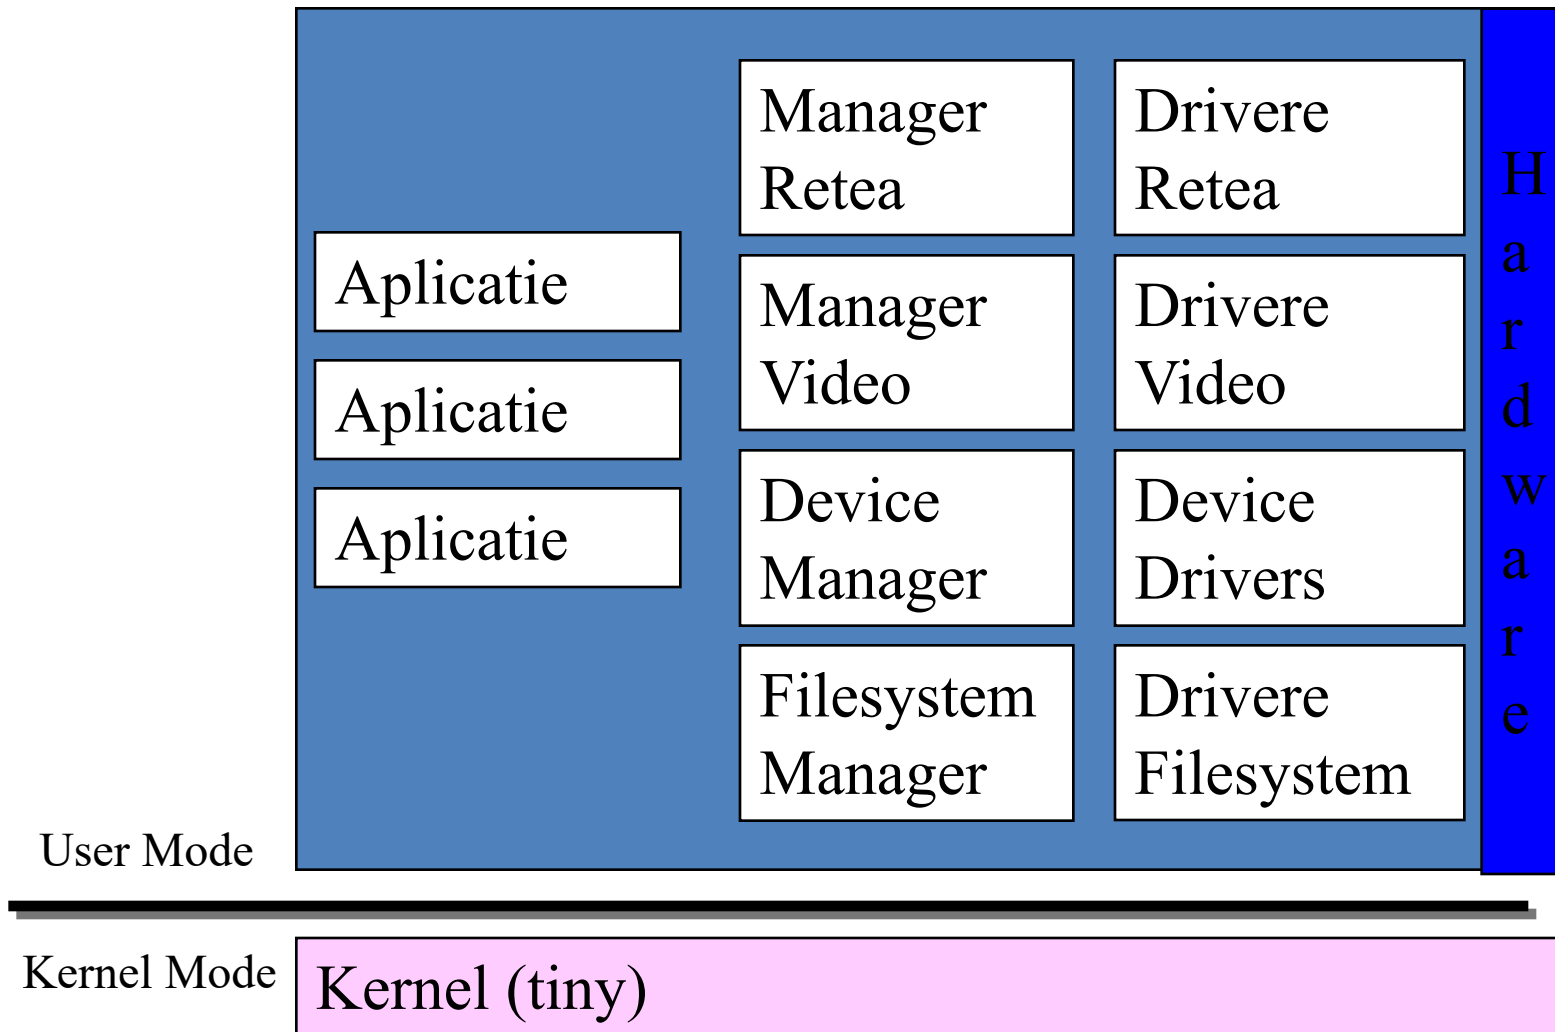 Manager
Retea
Drivere
Retea
Aplicatie
Manager
Video
Drivere
Video
Aplicatie
Device
Manager
Device
Drivers
Aplicatie
Filesystem
Manager
Drivere
Filesystem
H
a
r
d
w
a
r
e
User Mode
Kernel Mode
Kernel (tiny)